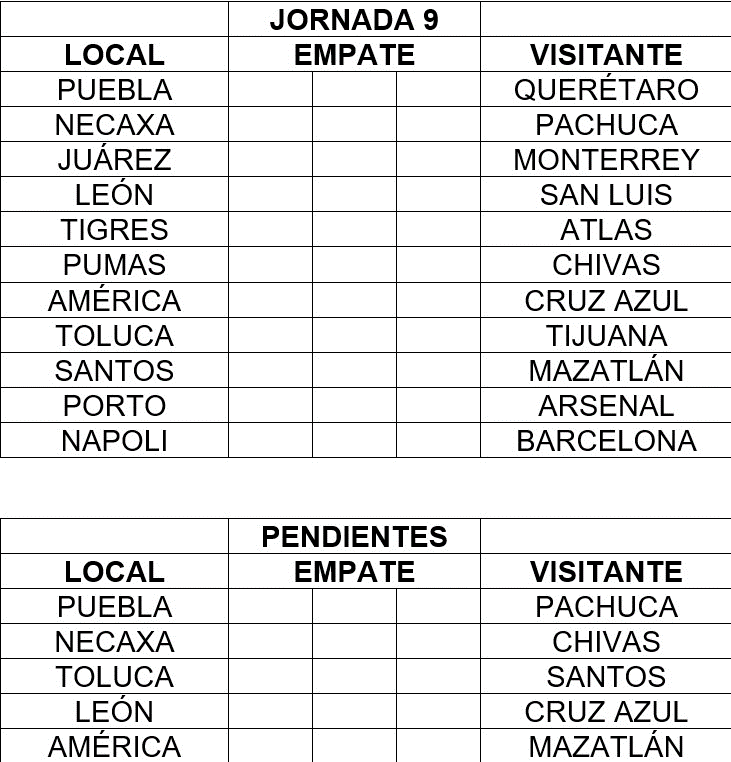 JORNADA 9
LOCAL EMPATE VISITANTE
PUEBLA QUERÉTARO
NECAXA PACHUCA
JUÁREZ MONTERREY
LEÓN SAN LUIS
TIGRES ATLAS
PUMAS CHIVAS
AMÉRICA CRUZ AZUL
TOLUCA TIJUANA
SANTOS MAZATLÁN
PORTO ARSENAL
NAPOLI BARCELONA
PENDIENTES
LOCAL EMPATE VISITANTE
PUEBLA PACHUCA
NECAXA CHIVAS
TOLUCA SANTOS
LEÓN CRUZ AZUL
AMÉRICA MAZATLÁN